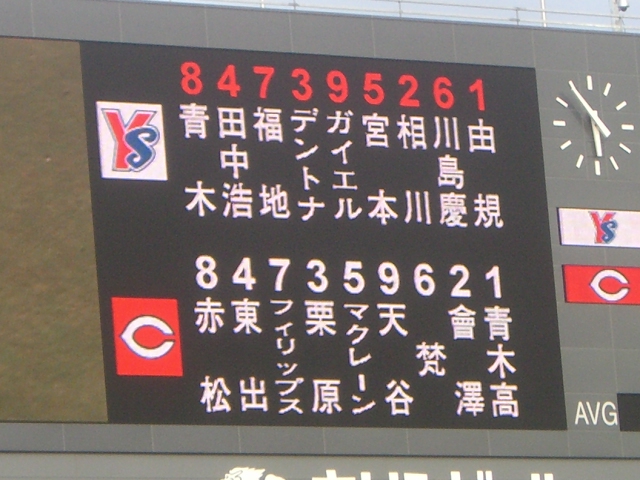 8 4 7 3 9 5 2 6 1
青木 田中浩 福地 デントナ ガイエル 宮本 相川 川島慶 由規
YS
8 4 7 3 5 9 6 2 1
赤松 東出 フィリップス 栗原 マクレーン 天谷 梵 會澤 青木高
C
YS
C
AVG